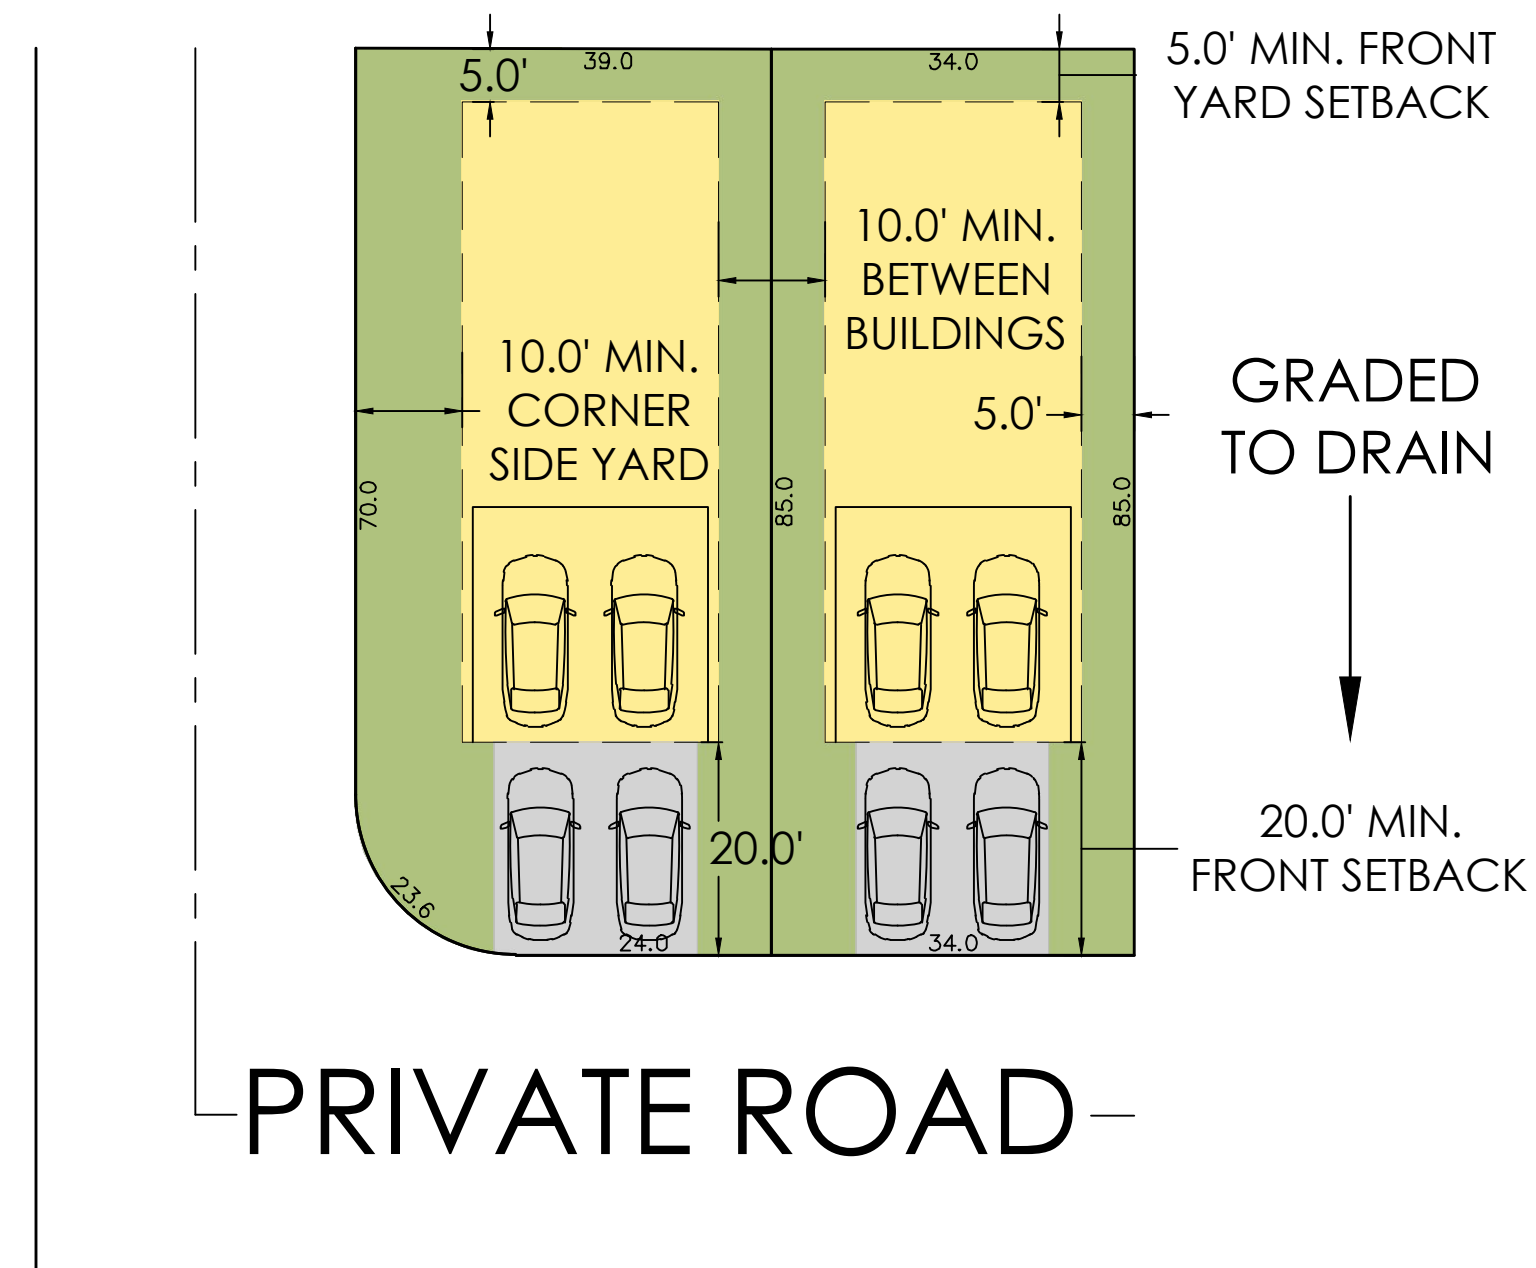 39.0
34.0
5.0' MIN. FRONT
YARD SETBACK
5.0'
10.0' MIN.
BETWEEN
BUILDINGS
10.0' MIN.
CORNER
SIDE YARD
5.0'
GRADED
TO DRAIN
70.0
85.0
85.0
20.0'
20.0' MIN.
FRONT SETBACK
23.6
24.0
34.0
PRIVATE ROAD